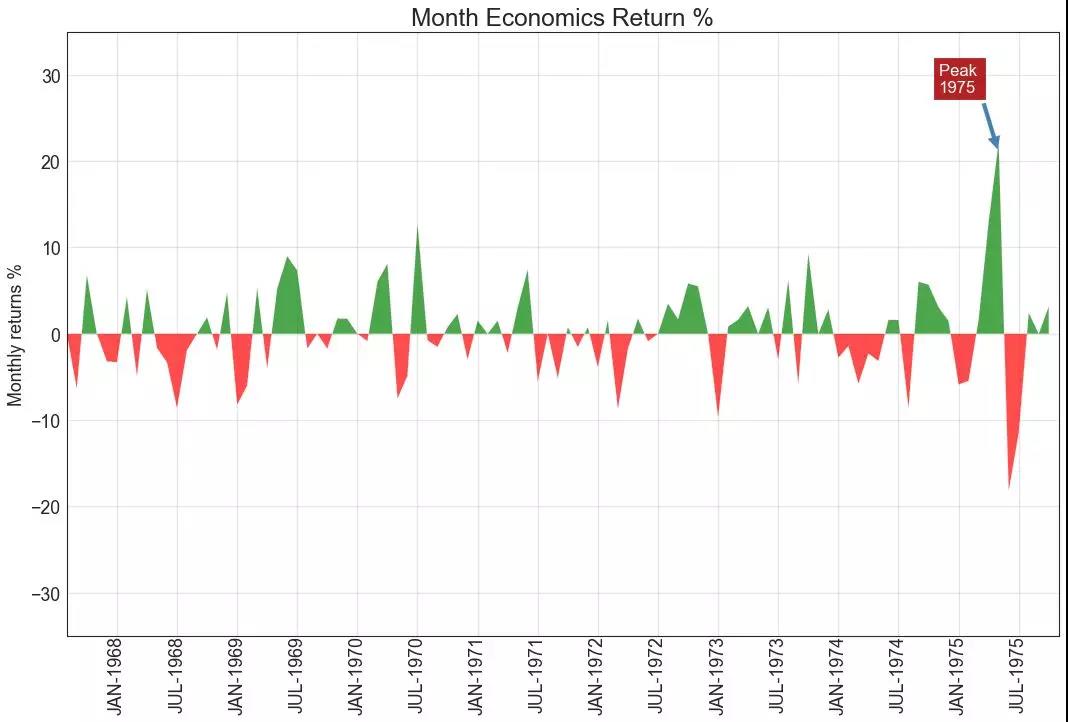 Month Economics Return %
Peak
1975
Monthly returns %
30
20
10
0
−10
−20
−30
JAN-1968
JUL-1968
JAN-1969
JUL-1969
JAN-1970
JUL-1970
JAN-1971
JUL-1971
JAN-1972
JUL-1972
JAN-1973
JUL-1973
JAN-1974
JUL-1974
JAN-1975
JUL-1975